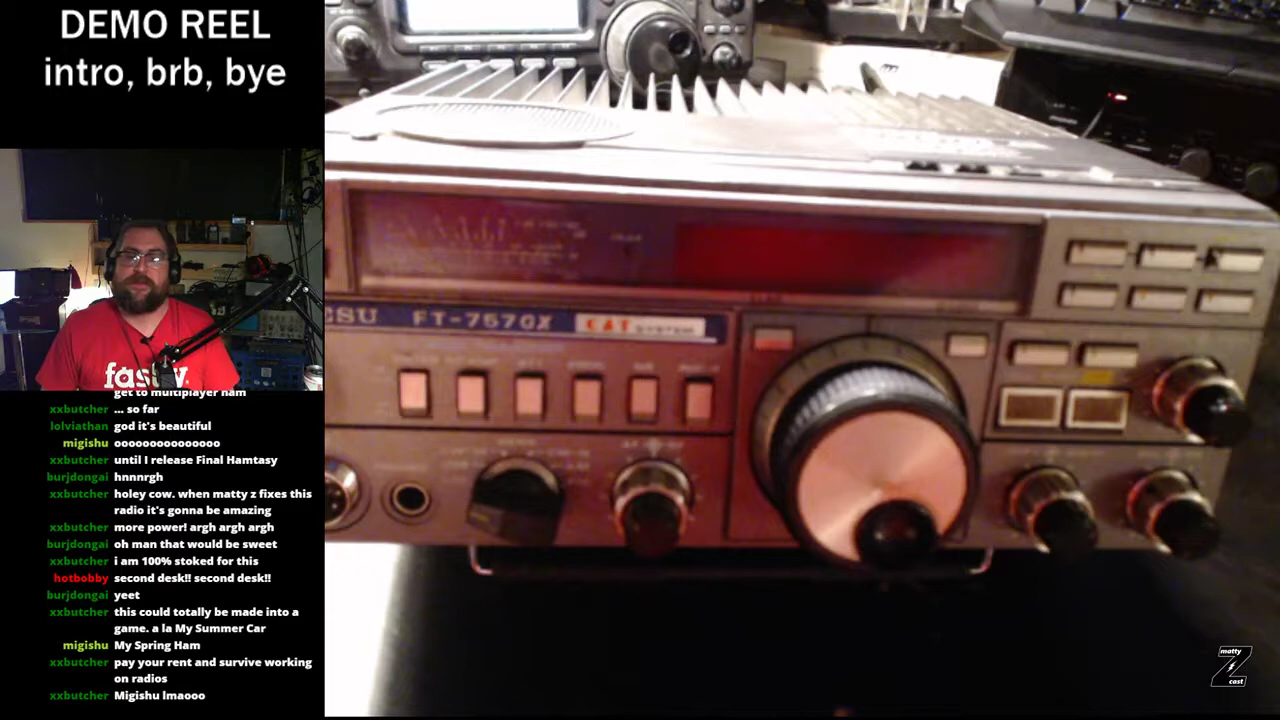 DEMO REEL
intro, brb, bye
fastly.
get to multiplayer ham
xxbutcher ... so far
lolviathan god it's beautiful
migishu ooooooooooooooo
xxbutcher until I release Final Hamtasy
burjdongai hnnnrgh
xxbutcher holey cow. when matty z fixes this
radio it's gonna be amazing
xxbutcher more power! argh argh argh
burjdongai oh man that would be sweet
xxbutcher i am 100% stoked for this
hotbobby second desk!! second desk!!
burjdongai yeet
xxbutcher this could totally be made into a
game. a la My Summer Car
migishu My Spring Ham
xxbutcher pay your rent and survive working
on radios
xxbutcher Migishu lmaooo
ESU FT-757GX CAT SYSTEM
matty
Z
cast